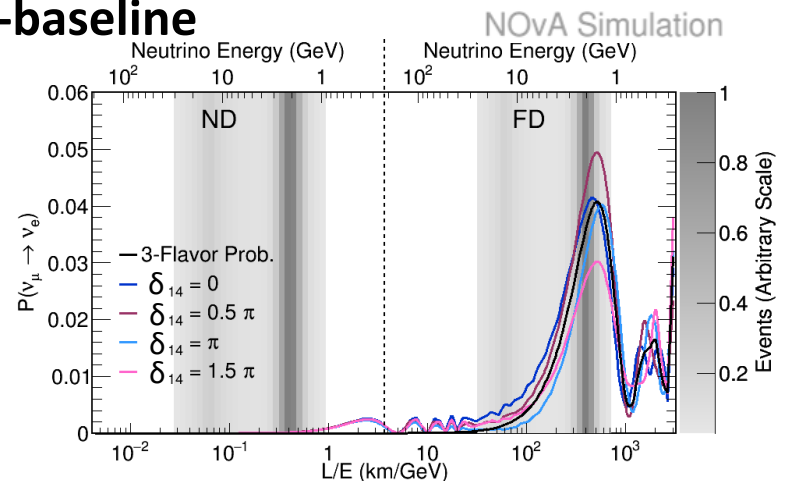 -baseline
NOvA Simulation
Neutrino Energy (GeV) Neutrino Energy (GeV)
10² 10 1 10² 10 1
ND FD
0.06
0.05
0.04
0.03
0.02
0.01
0
P(νμ → νe)
3-Flavor Prob.
δ14 = 0
δ14 = 0.5 π
δ14 = π
δ14 = 1.5 π
10⁻² 10⁻¹ 1 10 10² 10³
L/E (km/GeV)
1
0.8
0.6
0.4
0.2
Events (Arbitrary Scale)